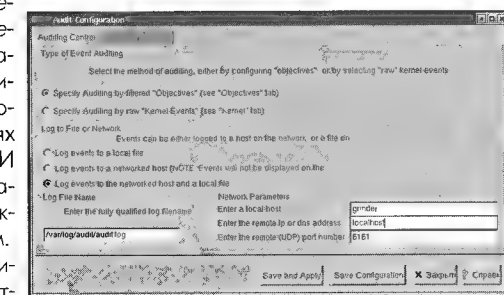 Audit Configuration
Auditing Control
Type of Event Auditing
Select the method of auditing, either by configuring "objectives" or by selecting "raw" kernel events
Specify Auditing by filtered "Objectives" (see "Objectives" tab)
Specify Auditing by raw "Kernel Events" (see "Kernel" tab)
Log to File or Network
Events can be either logged to a host on the network, or a file on
Log events to a local file
Log events to a networked host (NOTE: Events will not be displayed on the
Log events to the networked host and a local file
Log File Name
Network Parameters
Enter the fully qualified log filename
Enter a local host
grinder
Enter the remote ip or dns address
localhost
/var/log/audit/audit.log
Enter the remote (UDP) port number
6161
Save and Apply
Save Configuration
Закрыть
Справка
ях
И